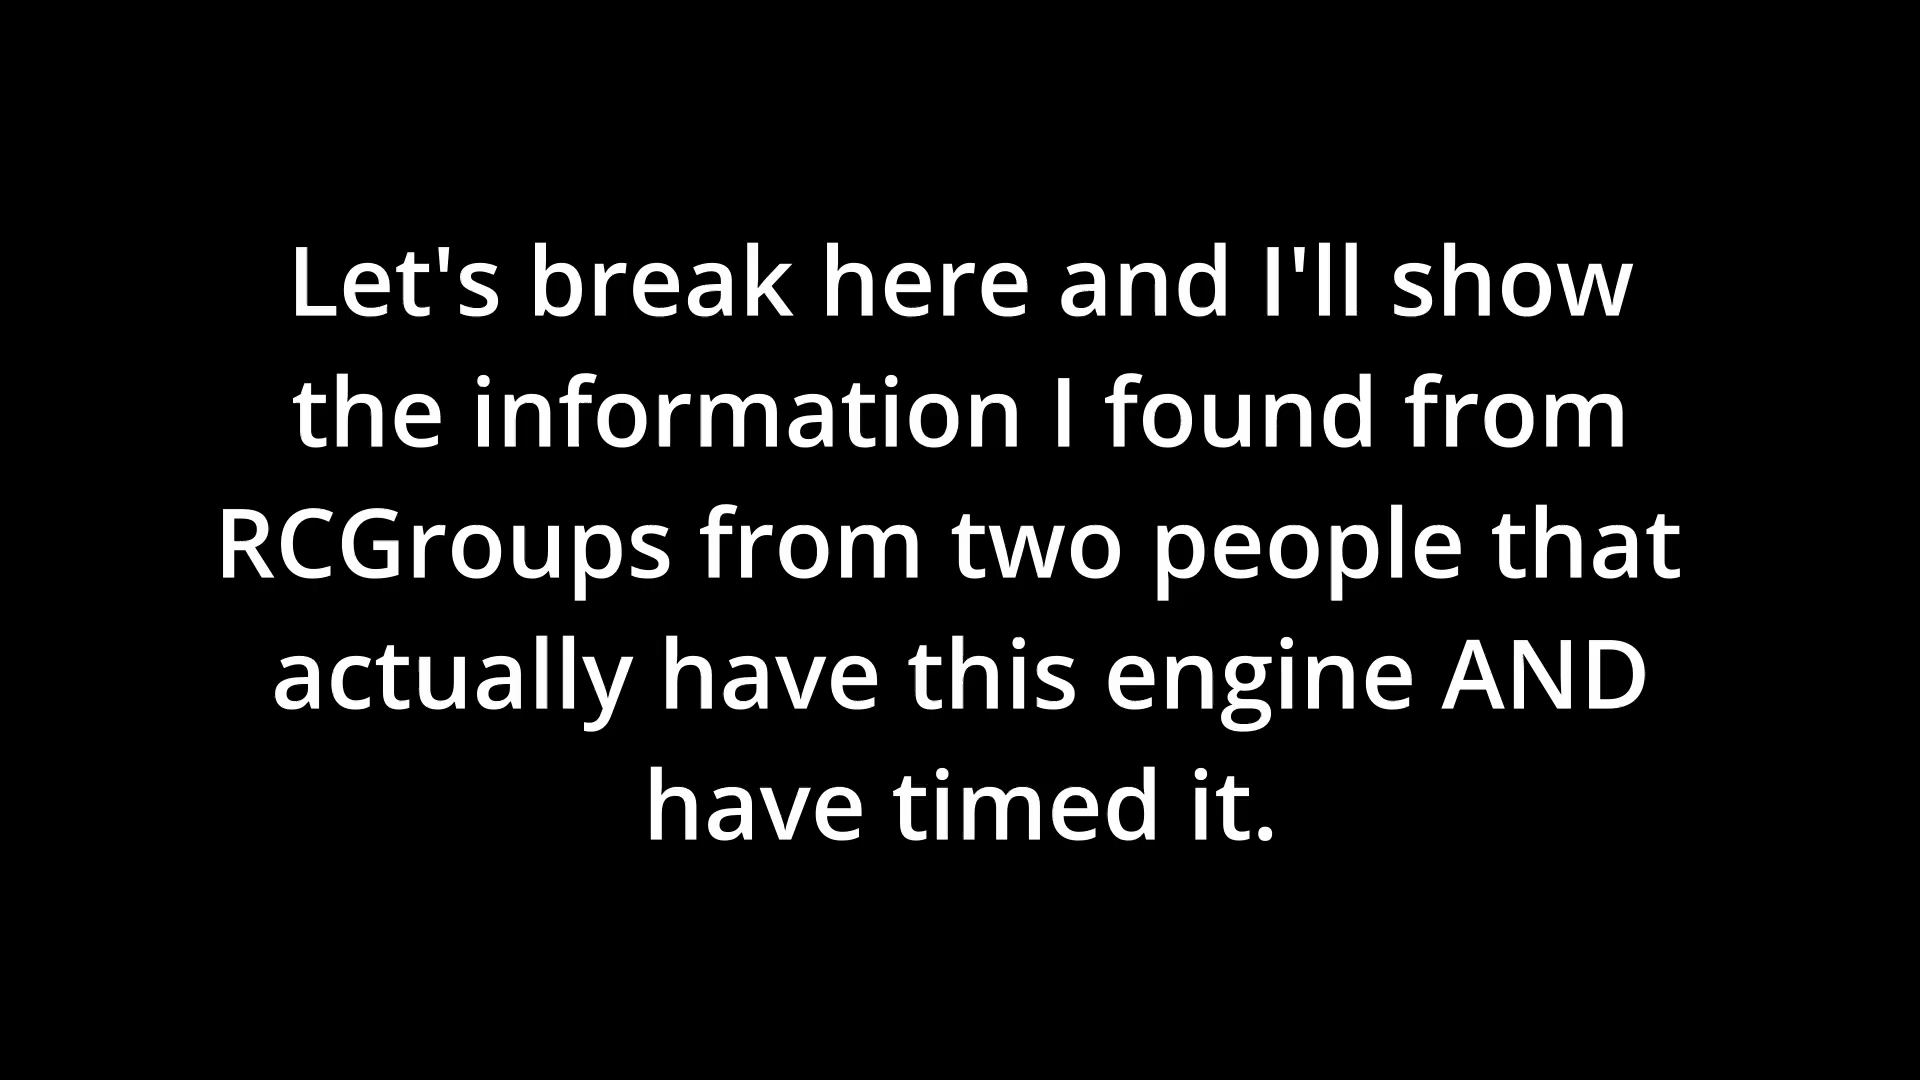 Let's break here and I'll show
the information I found from
RCGroups from two people that
actually have this engine AND
have timed it.